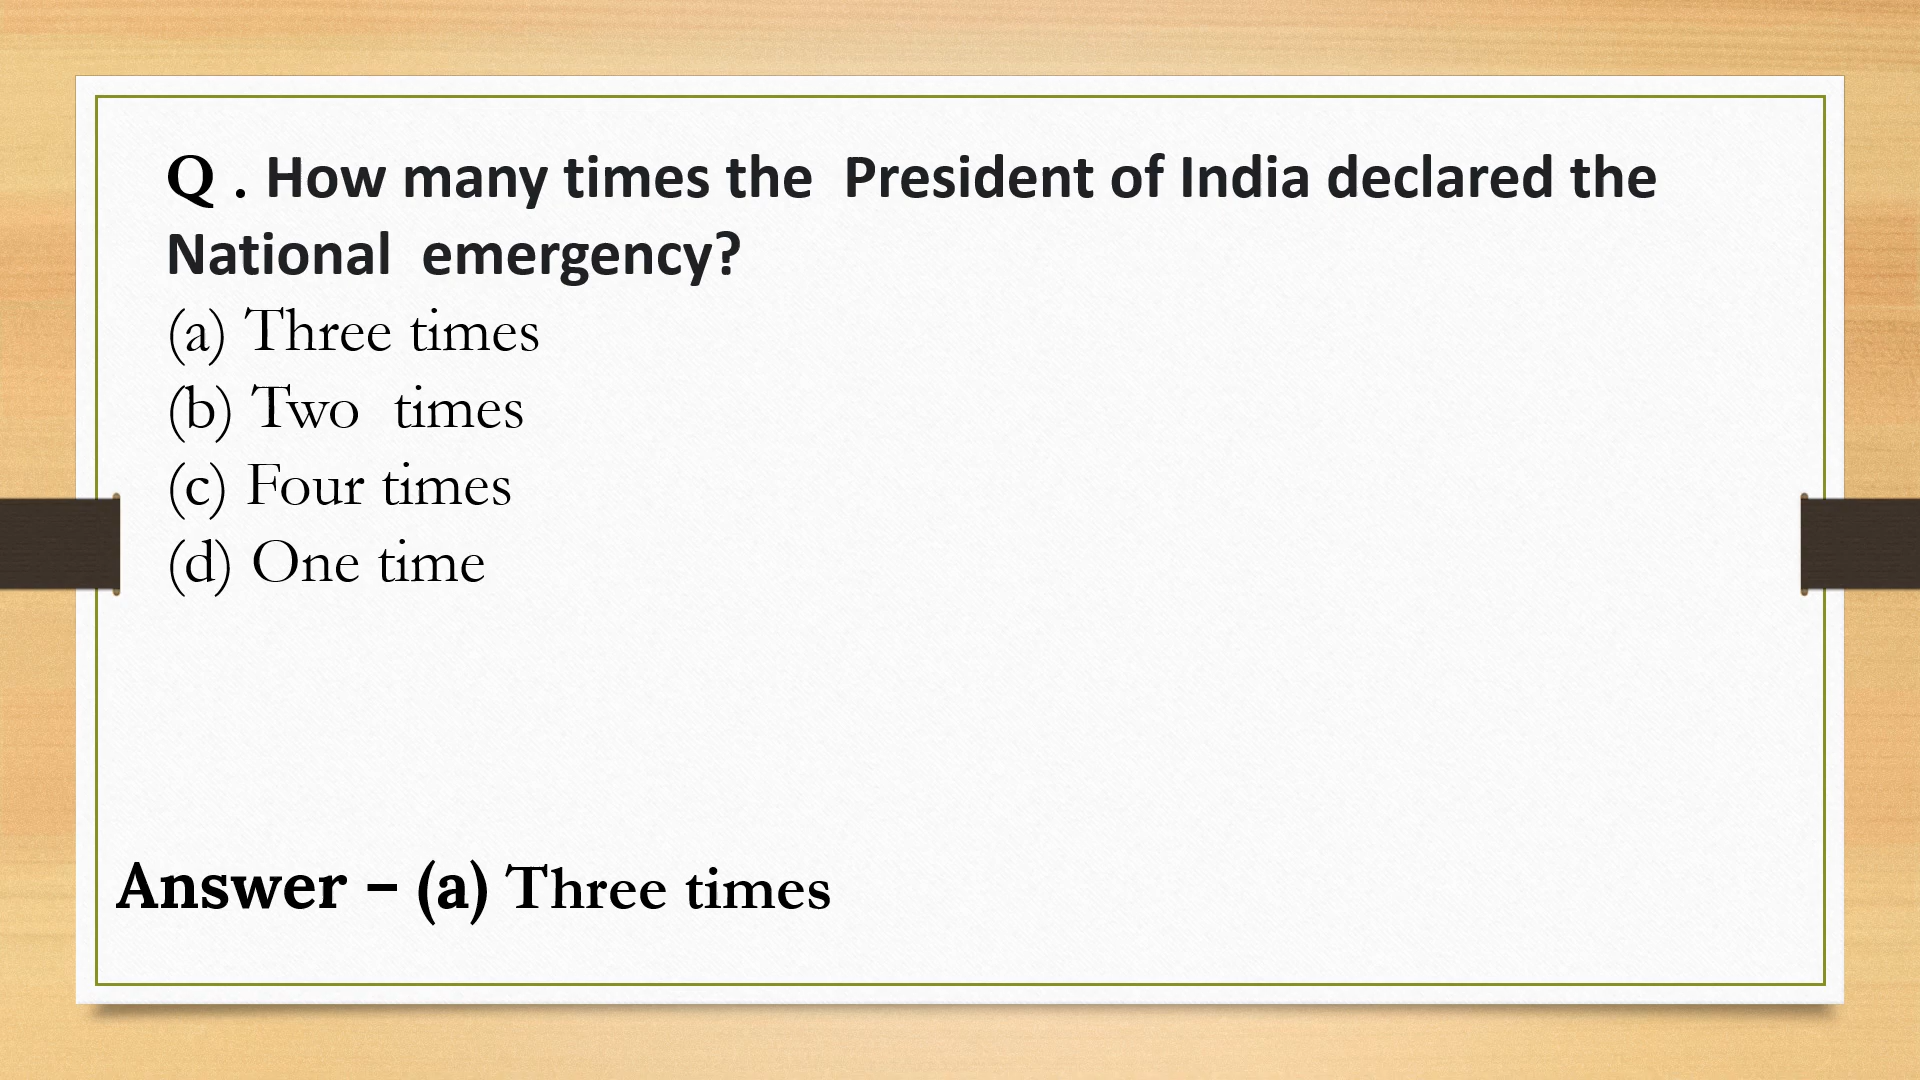 Q . How many times the  President of India declared the
National  emergency?
(a) Three times
(b) Two  times
(c) Four times
(d) One time
Answer – (a) Three times